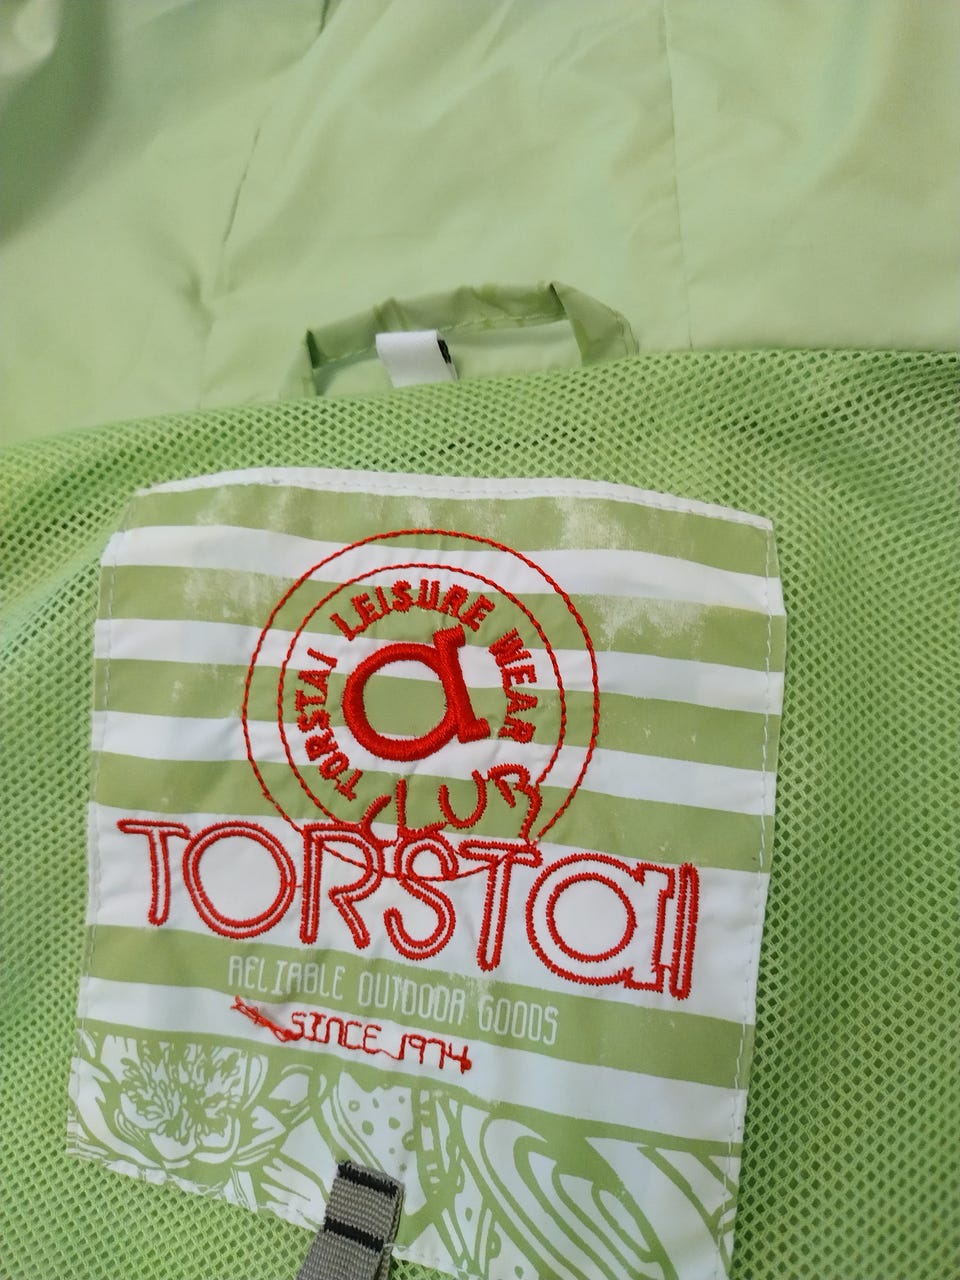 TORSTAI LEISURE WEAR
a
CLUB
TORSTAI
RELIABLE OUTDOOR GOODS
SINCE 1974